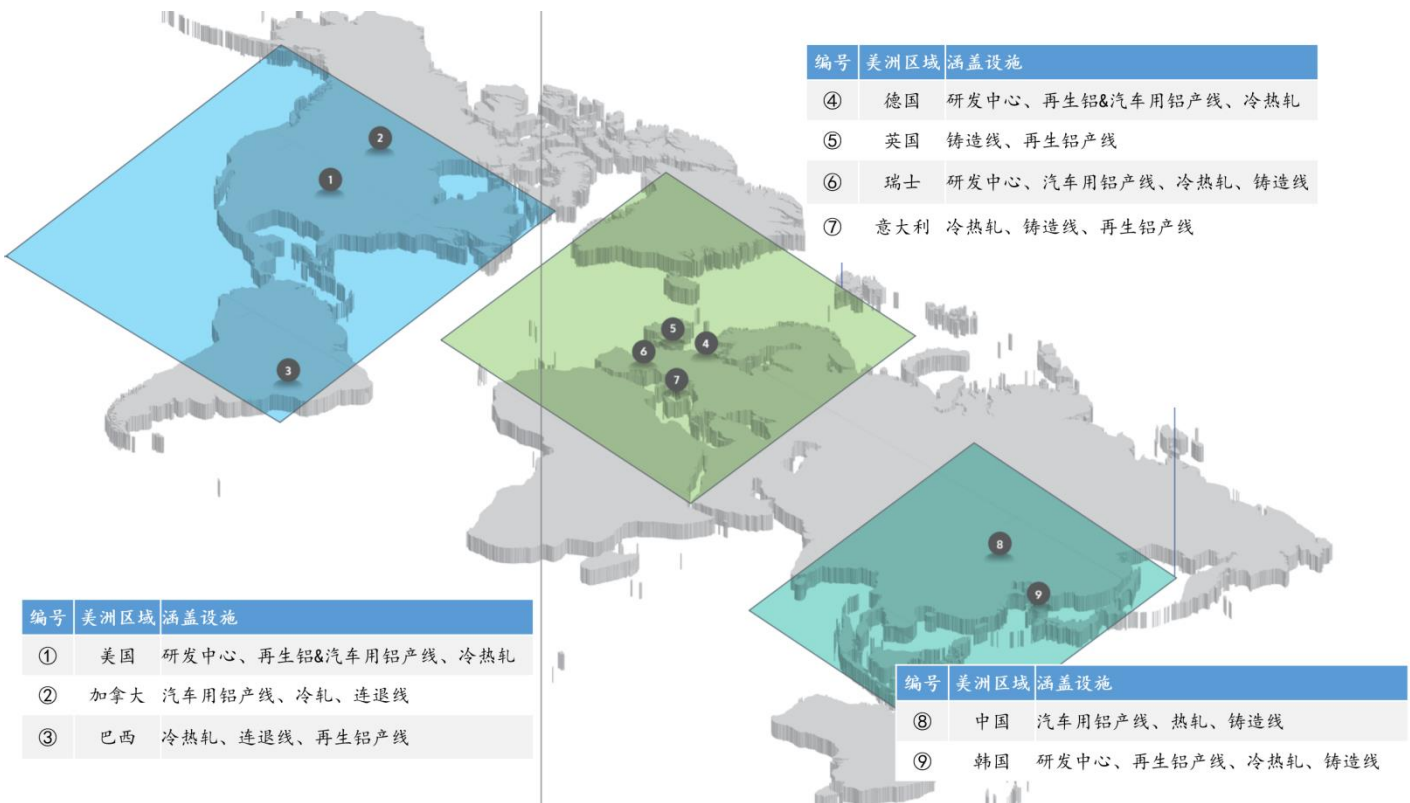 编号 美洲区域 涵盖设施
④ 德国 研发中心、再生铝&汽车用铝产线、冷热轧
⑤ 英国 铸造线、再生铝产线
⑥ 瑞士 研发中心、汽车用铝产线、冷热轧、铸造线
⑦ 意大利 冷热轧、铸造线、再生铝产线
2
1
3
5
4
6
7
8
9
编号 美洲区域 涵盖设施
① 美国 研发中心、再生铝&汽车用铝产线、冷热轧
② 加拿大 汽车用铝产线、冷轧、连退线
③ 巴西 冷热轧、连退线、再生铝产线
编号 美洲区域 涵盖设施
⑧ 中国 汽车用铝产线、热轧、铸造线
⑨ 韩国 研发中心、再生铝产线、冷热轧、铸造线